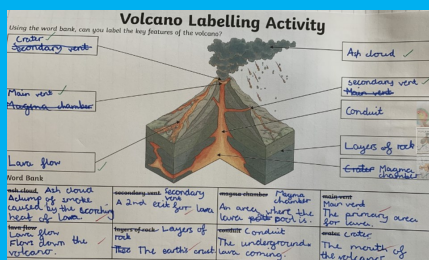 Volcano Labelling Activity
Using the word bank, can you label the key features of the volcano?
Crater
Secondary vent
Ash cloud
Main vent
Magma chamber
secondary vent
Main vent
Conduit
Layers of rock
Lava flow
Crater Magma
chamber
Word Bank
ash cloud Ash cloud
A clump of smoke
caused by the scorching
heat of lava.
secondary vent Secondary
vent
A 2nd exit for lava
magma chamber Magma
chamber
An area where the
lava pool is.
main vent
Main vent
The primary area
for lava.
lava flow
Lava flow
Flows down the
volcano.
layers of rock Layers of
rock
The earth's crust
conduit Conduit
The underground
lava coming.
crater Crater
The mouth of
the volcano